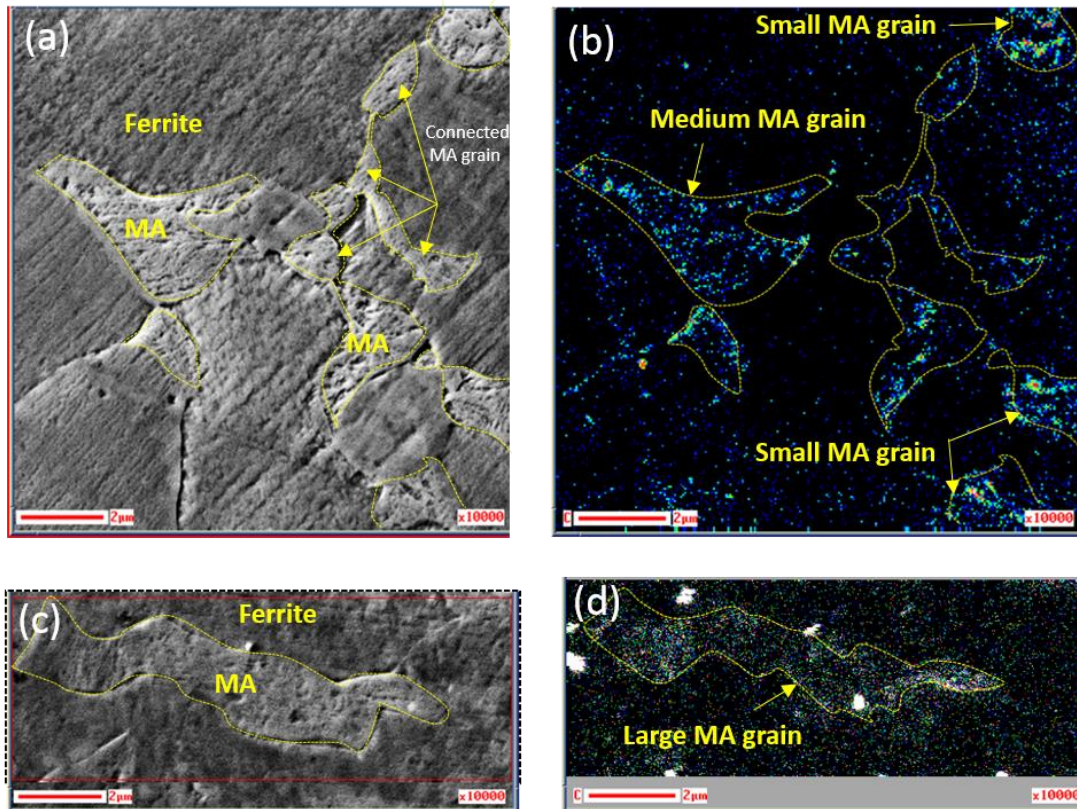 (a)
Ferrite
MA
Connected
MA grain
MA
2µm
x10000
(b)
Small MA grain
Medium MA grain
Small MA grain
C
2µm
x10000
(c)
Ferrite
MA
2µm
x10000
(d)
Large MA grain
C
2µm
x10000